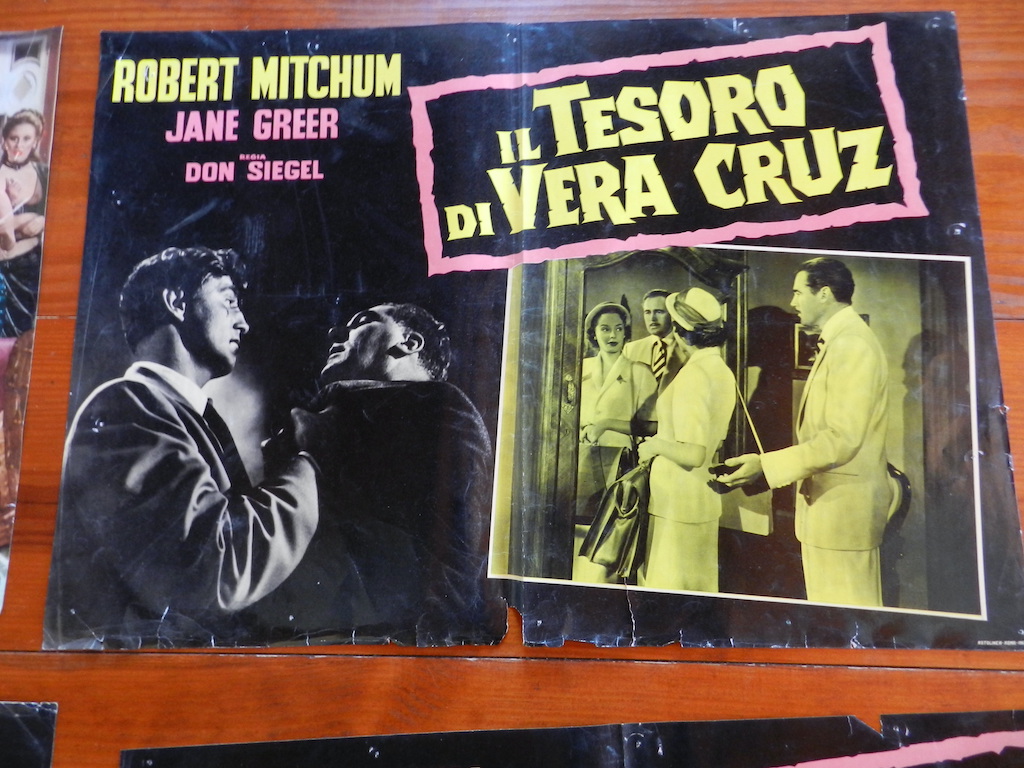 ROBERT MITCHUM
JANE GREER
REGIA
DON SIEGEL
IL TESORO
DI VERA CRUZ